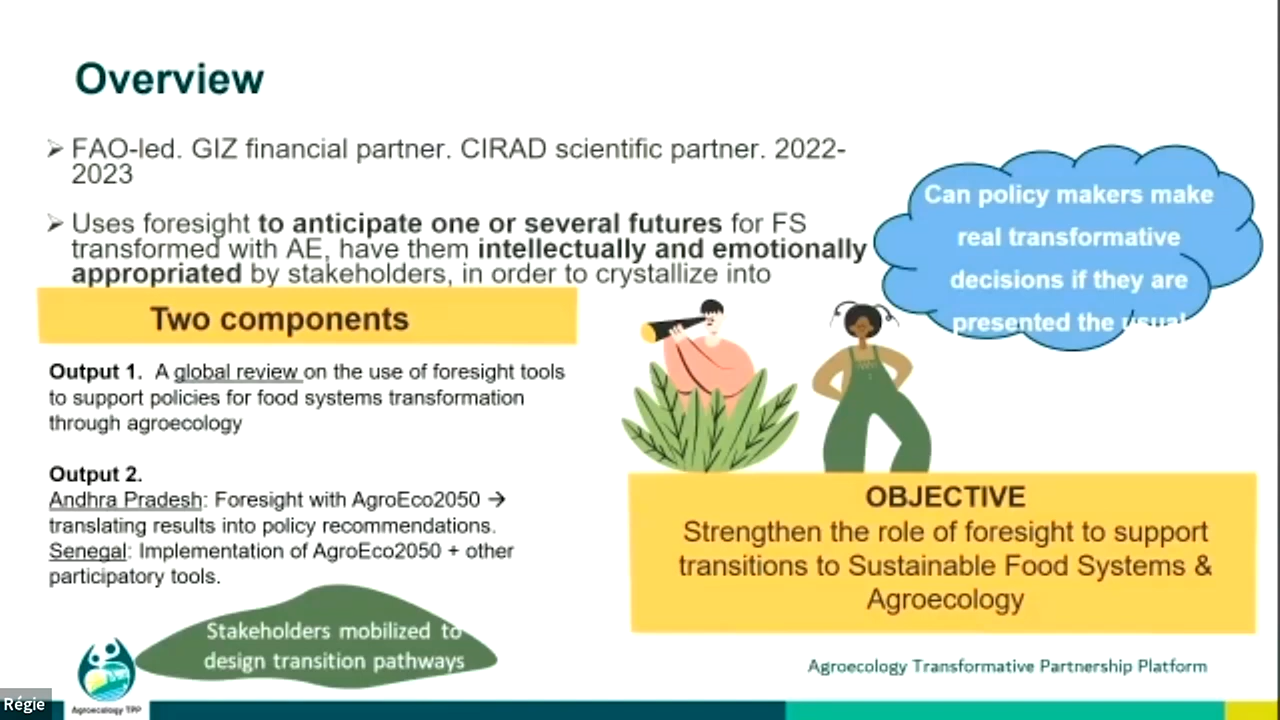 Overview
FAO-led. GIZ financial partner. CIRAD scientific partner. 2022-
2023
Uses foresight to anticipate one or several futures for FS
transformed with AE, have them intellectually and emotionally
appropriated by stakeholders, in order to crystallize into
Can policy makers make
real transformative
decisions if they are
presented the usual
Two components
Output 1. A global review on the use of foresight tools
to support policies for food systems transformation
through agroecology
Output 2.
Andhra Pradesh: Foresight with AgroEco2050 →
translating results into policy recommendations.
Senegal: Implementation of AgroEco2050 + other
participatory tools.
OBJECTIVE
Strengthen the role of foresight to support
transitions to Sustainable Food Systems &
Agroecology
Stakeholders mobilized to
design transition pathways
Agroecology Transformative Partnership Platform
Régie
Agroecology TPP